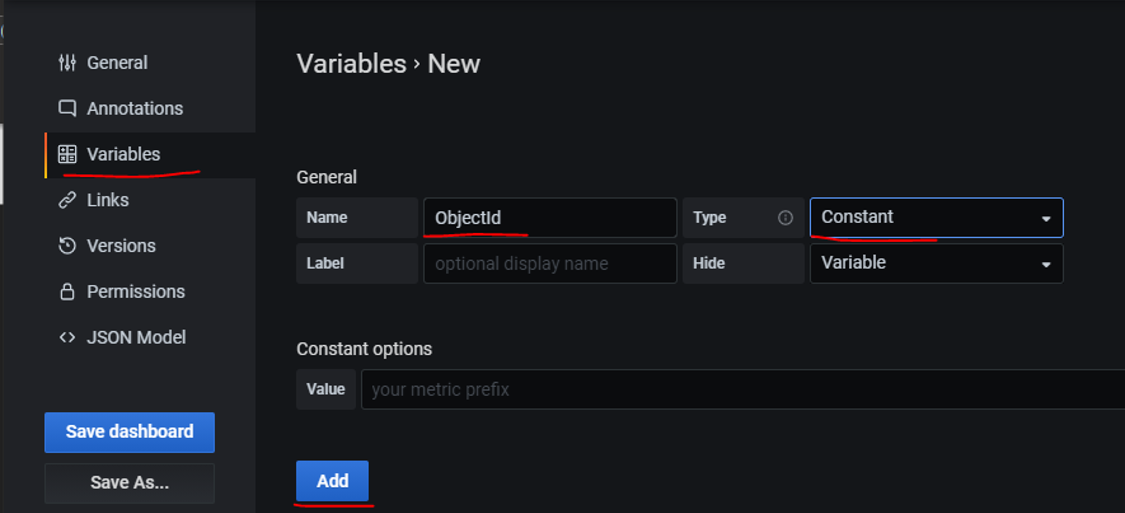 General
Annotations
Variables
Links
Versions
Permissions
JSON Model
Save dashboard
Save As...
Variables › New
General
Name ObjectId Type Constant
Label optional display name Hide Variable
Constant options
Value your metric prefix
Add